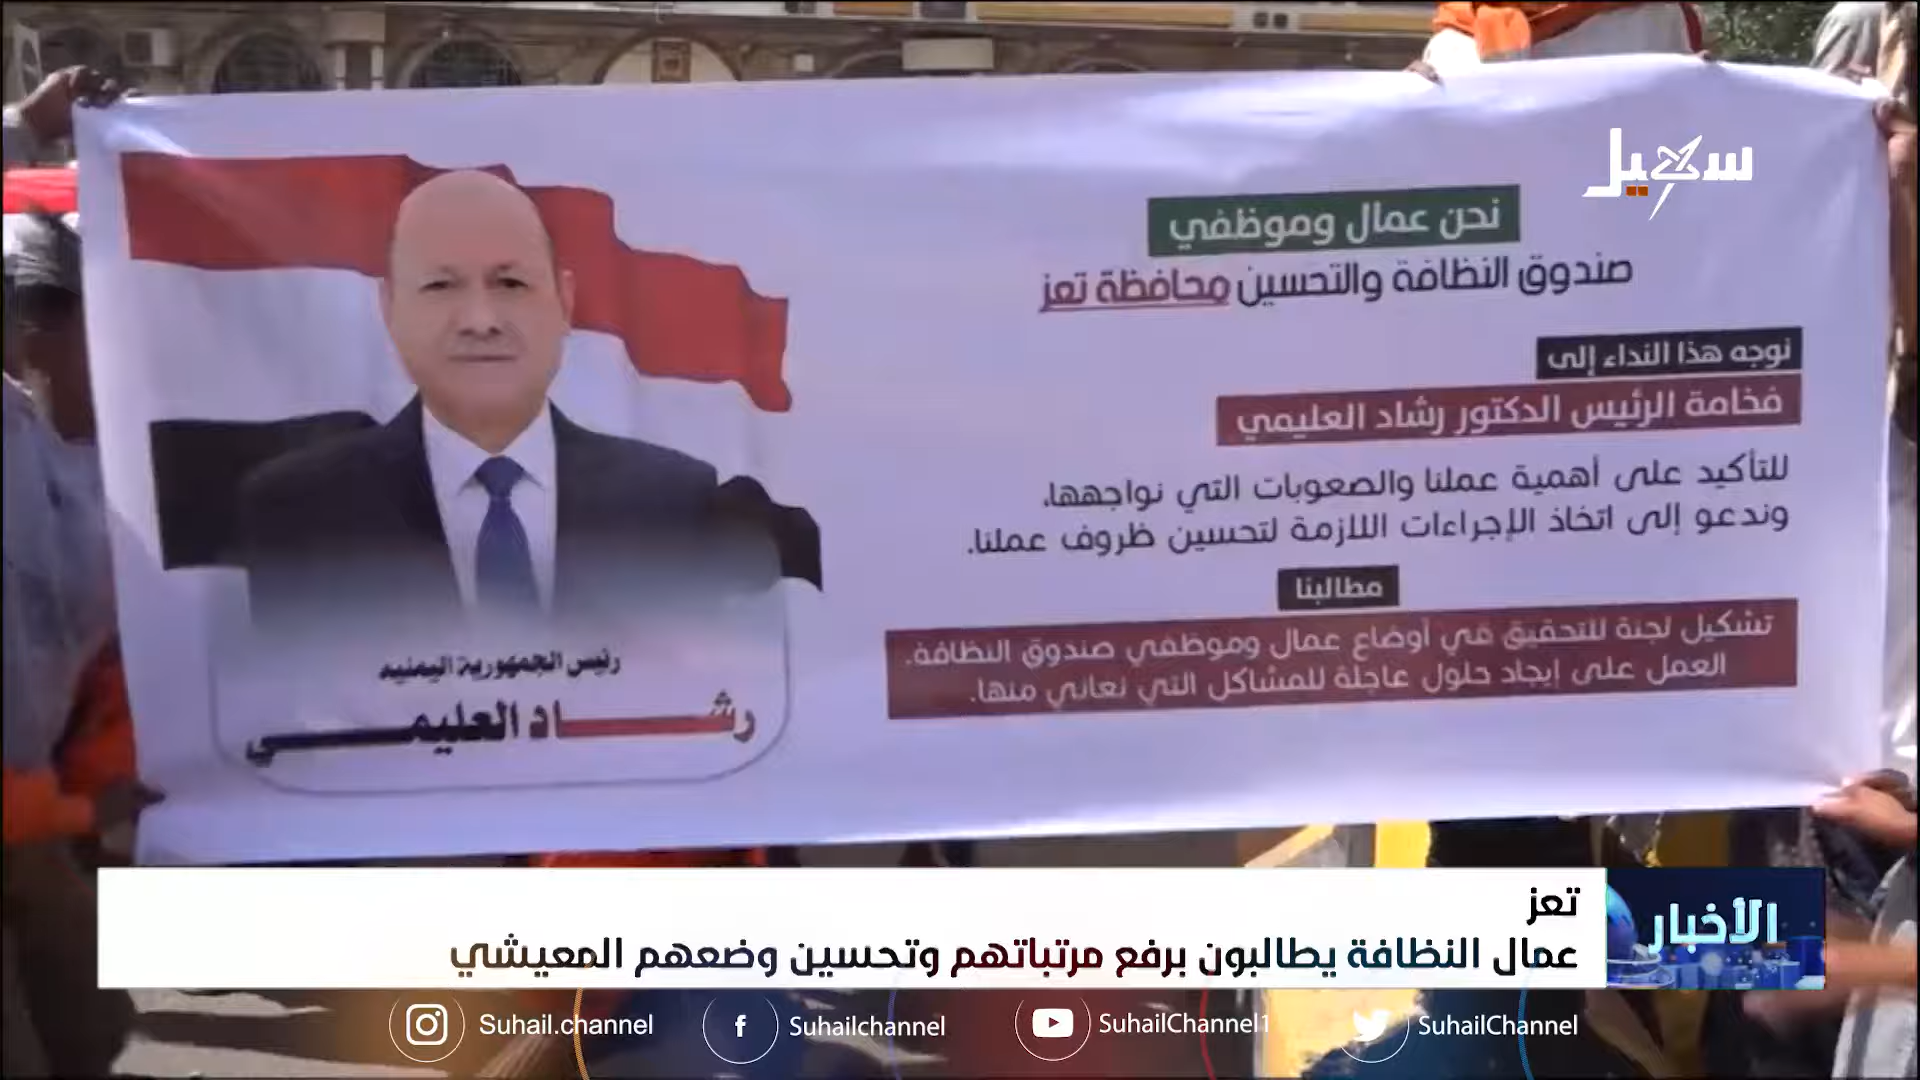 سهيل
نحن عمال وموظفي
صندوق النظافة والتحسين محافظة تعز
نوجه هذا النداء إلى
فخامة الرئيس الدكتور رشاد العليمي
للتأكيد على أهمية عملنا والصعوبات التي نواجهها،
وندعو إلى اتخاذ الإجراءات اللازمة لتحسين ظروف عملنا.
مطالبنا
تشكيل لجنة للتحقيق في أوضاع عمال وموظفي صندوق النظافة.
العمل على إيجاد حلول عاجلة للمشاكل التي نعاني منها.
رئيس الجمهورية اليمنيه
رشاد العليمي
الأخبار
تعز
عمال النظافة يطالبون برفع مرتباتهم وتحسين وضعهم المعيشي
Suhail.channel
Suhailchannel
SuhailChannel1
SuhailChannel